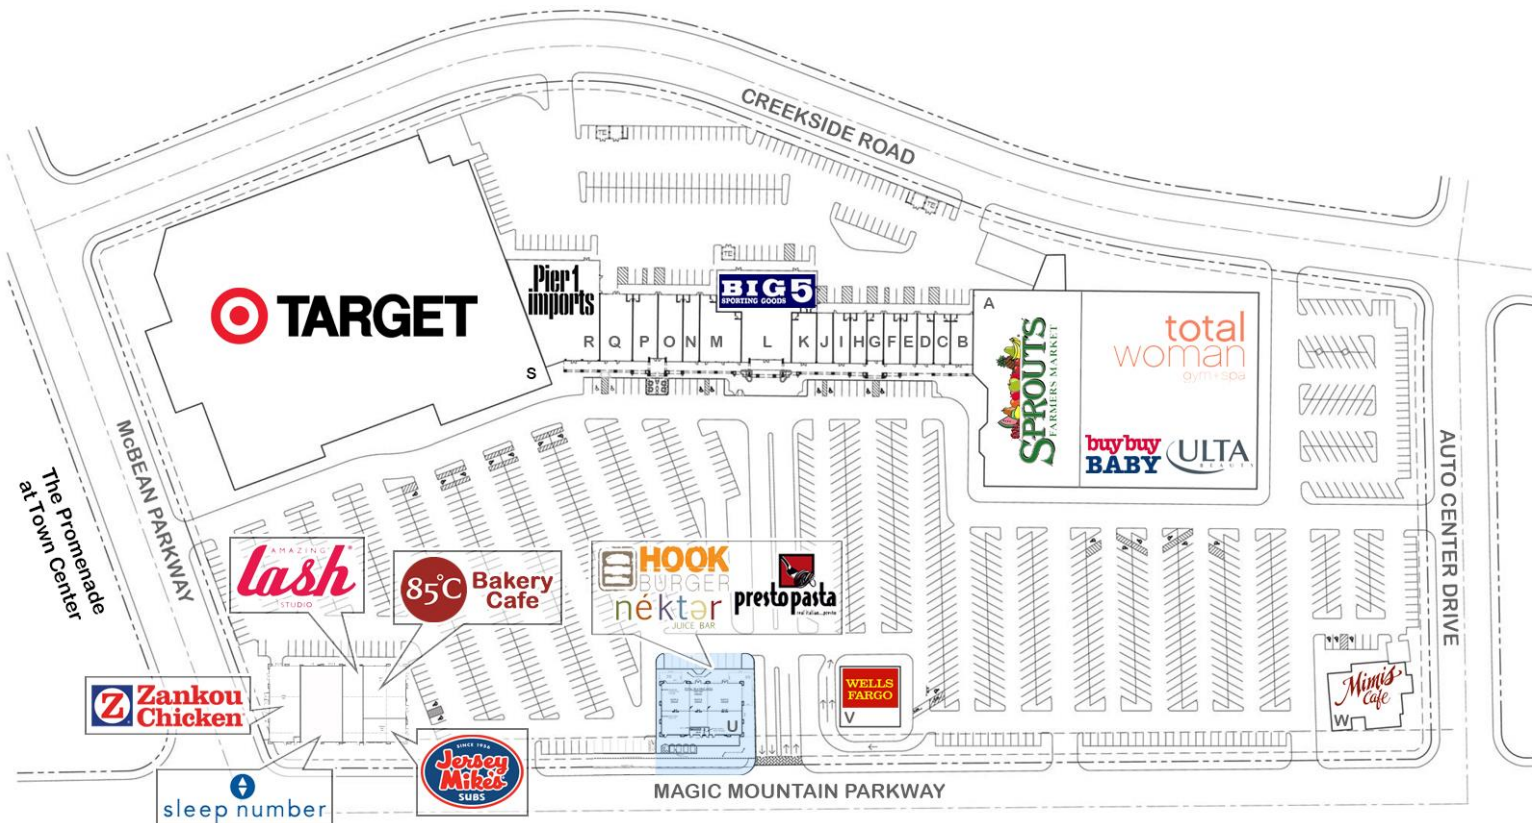 CREEKSIDE ROAD
TARGET
Pier 1
imports
BIG 5
SPORTING GOODS
R Q P O N M L K J I H G F E D C B
S
A
SPROUTS
FARMERS MARKET
total
woman
gym + spa
buybuy
BABY
ULTA
BEAUTY
McBEAN PARKWAY
The Promenade
at Town Center
AUTO CENTER DRIVE
AMAZING
lash
STUDIO
85°C Bakery
Cafe
HOOK
BURGER
néktər
JUICE BAR
presto pasta
Z Zankou
Chicken
sleep number
SINCE 1956
Jersey
Mike's
SUBS
U
WELLS
FARGO
V
Mimi's
Cafe
W
MAGIC MOUNTAIN PARKWAY